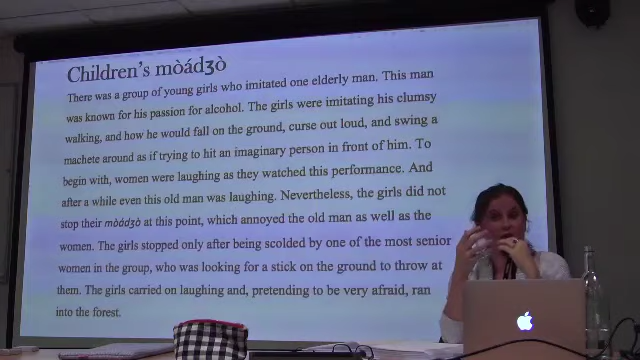 Children's mòádʒò
There was a group of young girls who imitated one elderly man. This man
was known for his passion for alcohol. The girls were imitating his clumsy
walking, and how he would fall on the ground, curse out loud, and swing a
machete around as if trying to hit an imaginary person in front of him. To
begin with, women were laughing as they watched this performance. And
after a while even this old man was laughing. Nevertheless, the girls did not
stop their mòádʒò at this point, which annoyed the old man as well as the
women. The girls stopped only after being scolded by one of the most senior
women in the group, who was looking for a stick on the ground to throw at
them. The girls carried on laughing and, pretending to be very afraid, ran
into the forest.